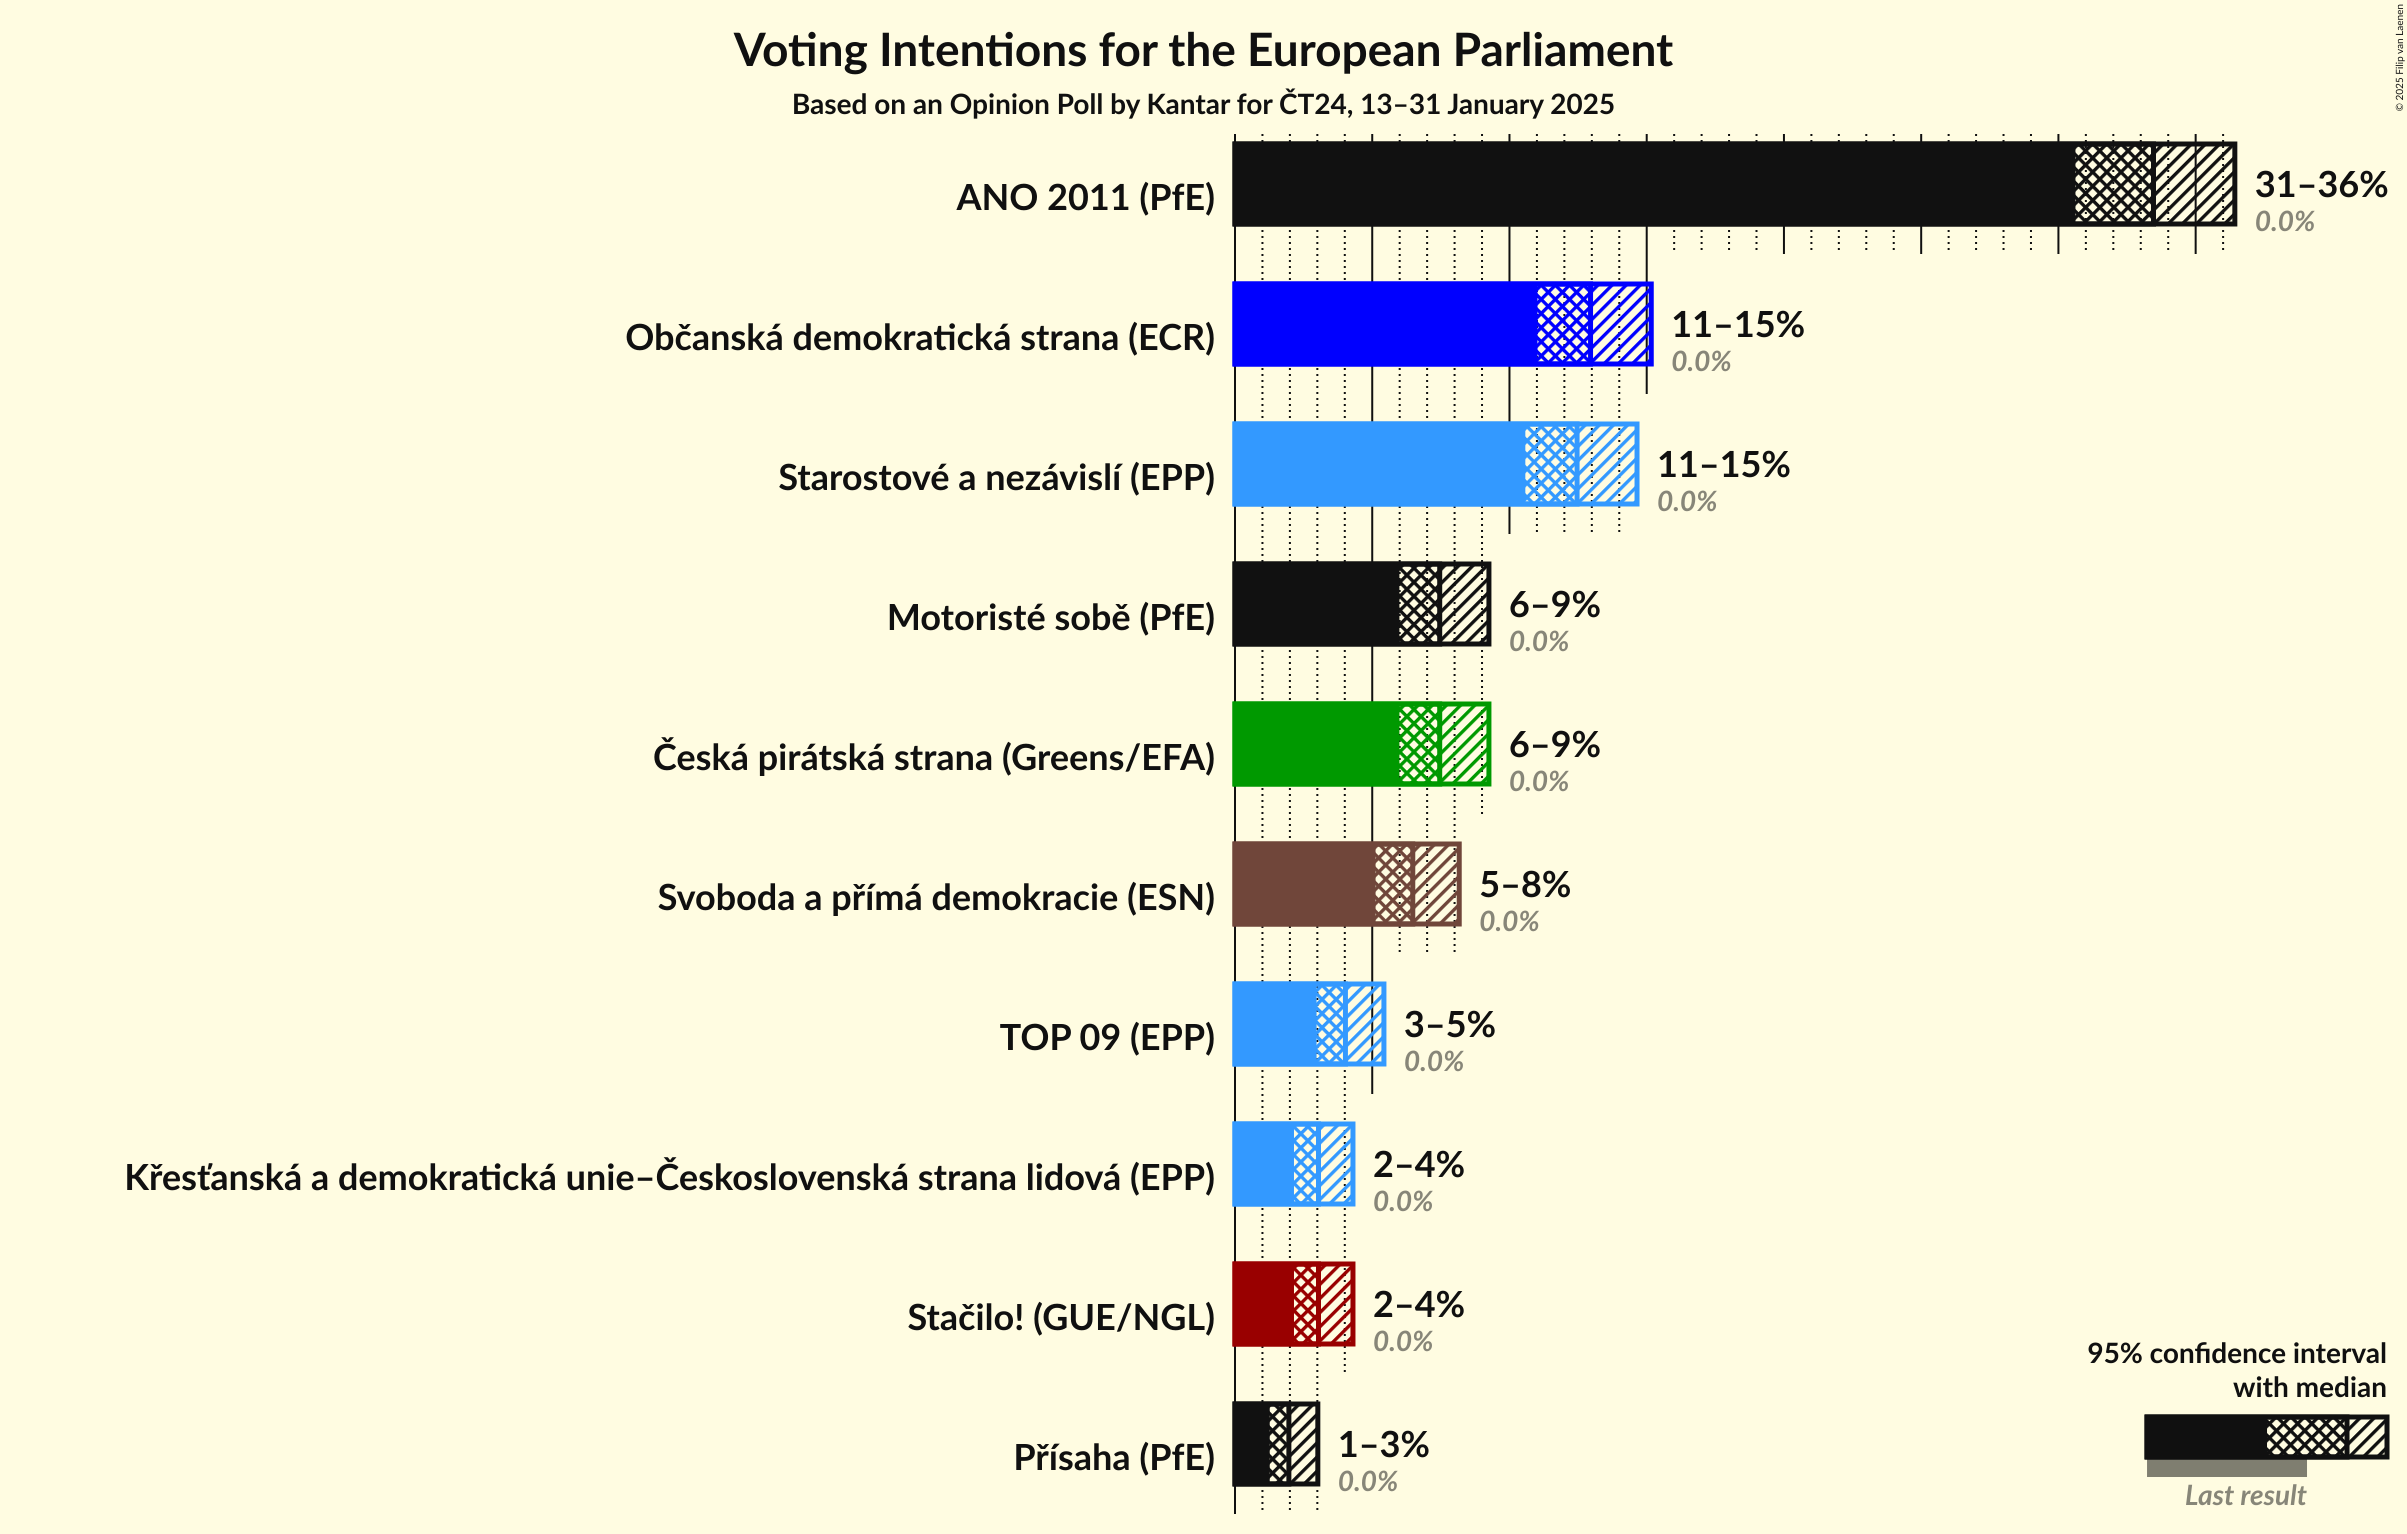 Voting Intentions for the European Parliament
Based on an Opinion Poll by Kantar for ČT24, 13–31 January 2025
© 2025 Filip van Laenen
ANO 2011 (PfE)
31–36%
0.0%
Občanská demokratická strana (ECR)
11–15%
0.0%
Starostové a nezávislí (EPP)
11–15%
0.0%
Motoristé sobě (PfE)
6–9%
0.0%
Česká pirátská strana (Greens/EFA)
6–9%
0.0%
Svoboda a přímá demokracie (ESN)
5–8%
0.0%
TOP 09 (EPP)
3–5%
0.0%
Křesťanská a demokratická unie–Československá strana lidová (EPP)
2–4%
0.0%
Stačilo! (GUE/NGL)
2–4%
0.0%
Přísaha (PfE)
1–3%
0.0%
95% confidence interval
with median
Last result